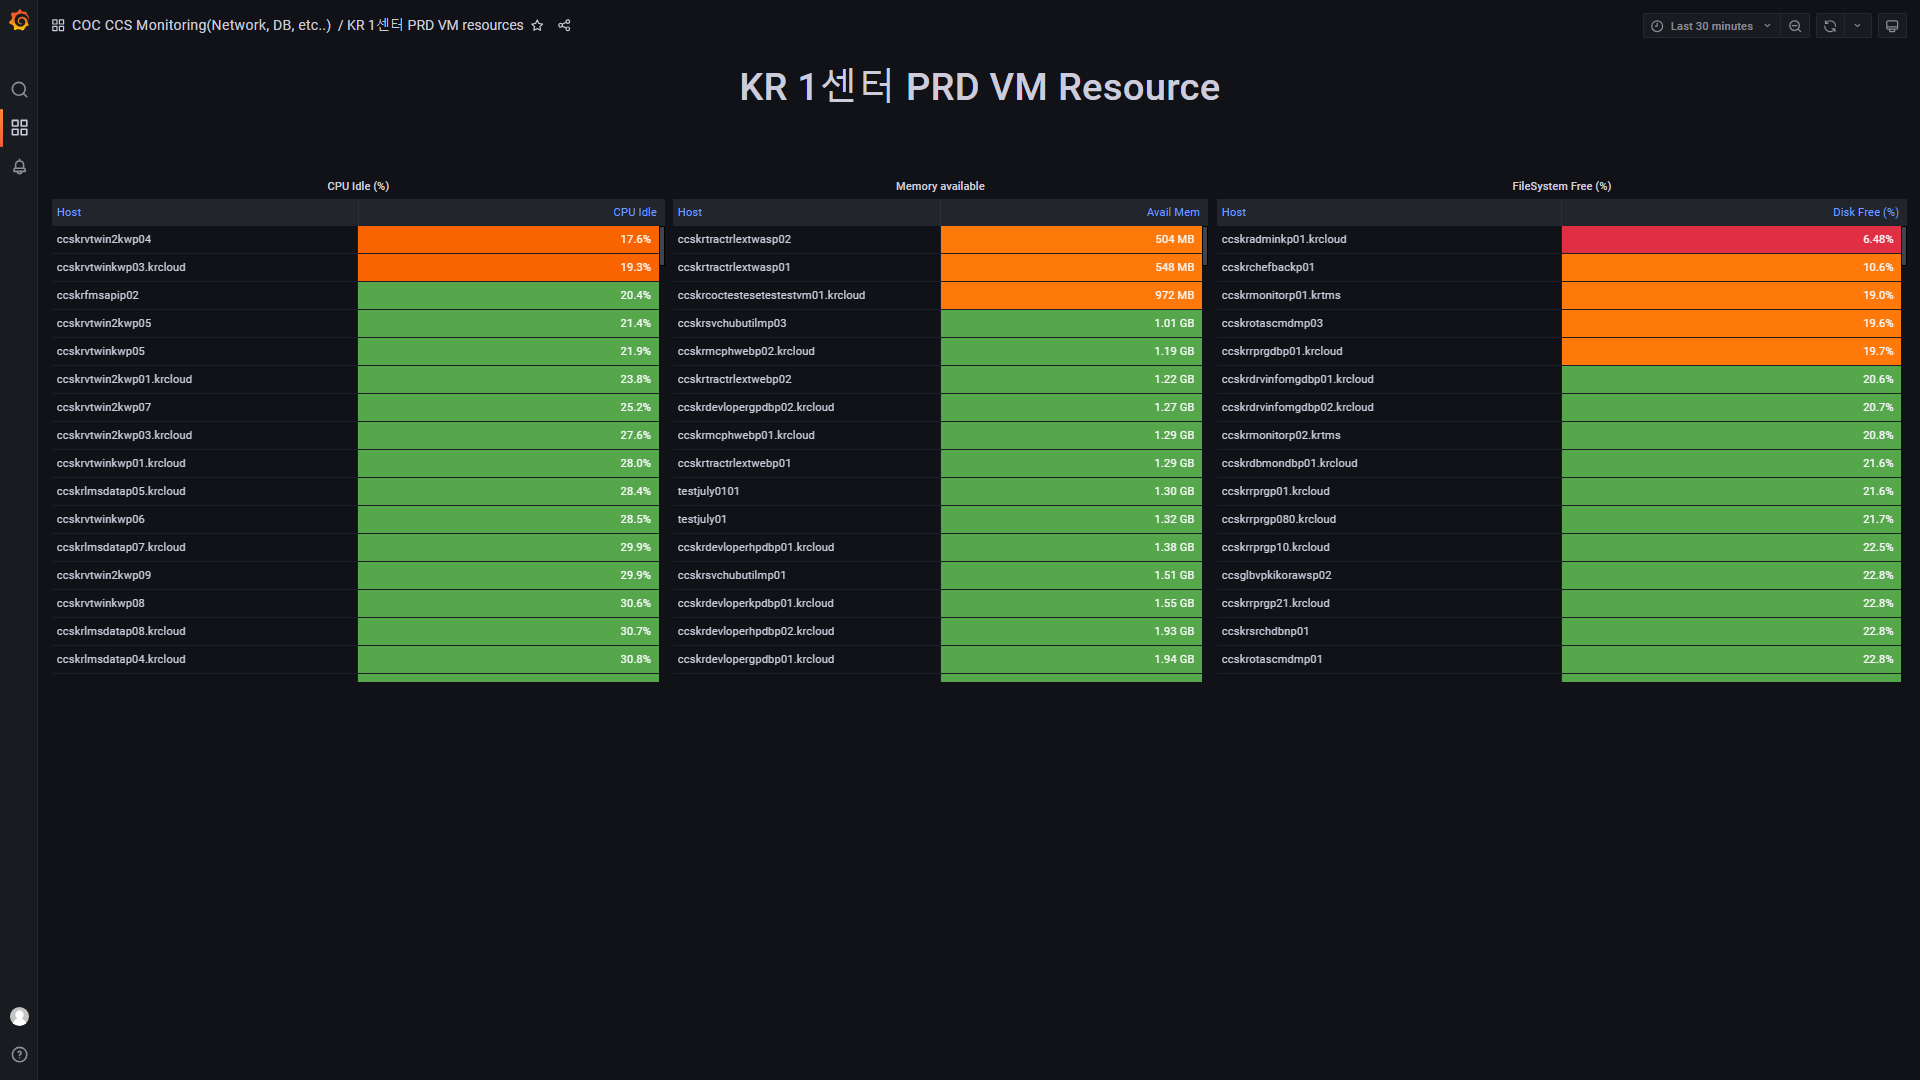 COC CCS Monitoring(Network, DB, etc..) / KR 1센터 PRD VM resources
Last 30 minutes
KR 1센터 PRD VM Resource
CPU Idle (%)
Host CPU Idle
ccskrvtwin2kwp04 17.6%
ccskrvtwinkwp03.krcloud 19.3%
ccskrfmsapip02 20.4%
ccskrvtwin2kwp05 21.4%
ccskrvtwinkwp05 21.9%
ccskrvtwin2kwp01.krcloud 23.8%
ccskrvtwin2kwp07 25.2%
ccskrvtwin2kwp03.krcloud 27.6%
ccskrvtwinkwp01.krcloud 28.0%
ccskrlmsdatap05.krcloud 28.4%
ccskrvtwinkwp06 28.5%
ccskrlmsdatap07.krcloud 29.9%
ccskrvtwin2kwp09 29.9%
ccskrvtwinkwp08 30.6%
ccskrlmsdatap08.krcloud 30.7%
ccskrlmsdatap04.krcloud 30.8%
Memory available
Host Avail Mem
ccskrtractrlextwasp02 504 MB
ccskrtractrlextwasp01 548 MB
ccskrcoctestesetestestvm01.krcloud 972 MB
ccskrsvchubutilmp03 1.01 GB
ccskrmcphwebp02.krcloud 1.19 GB
ccskrtractrlextwebp02 1.22 GB
ccskrdevlopergpdbp02.krcloud 1.27 GB
ccskrmcphwebp01.krcloud 1.29 GB
ccskrtractrlextwebp01 1.29 GB
testjuly0101 1.30 GB
testjuly01 1.32 GB
ccskrdevloperhpdbp01.krcloud 1.38 GB
ccskrsvchubutilmp01 1.51 GB
ccskrdevloperkpdbp01.krcloud 1.55 GB
ccskrdevloperhpdbp02.krcloud 1.93 GB
ccskrdevlopergpdbp01.krcloud 1.94 GB
FileSystem Free (%)
Host Disk Free (%)
ccskradminkp01.krcloud 6.48%
ccskrchefbackp01 10.6%
ccskrmonitorp01.krtms 19.0%
ccskrotascmdmp03 19.6%
ccskrrprgdbp01.krcloud 19.7%
ccskrdrvinfomgdbp01.krcloud 20.6%
ccskrdrvinfomgdbp02.krcloud 20.7%
ccskrmonitorp02.krtms 20.8%
ccskrdbmondbp01.krcloud 21.6%
ccskrrprgp01.krcloud 21.6%
ccskrrprgp080.krcloud 21.7%
ccskrrprgp10.krcloud 22.5%
ccsglbvpkikorawsp02 22.8%
ccskrrprgp21.krcloud 22.8%
ccskrsrchdbnp01 22.8%
ccskrotascmdmp01 22.8%